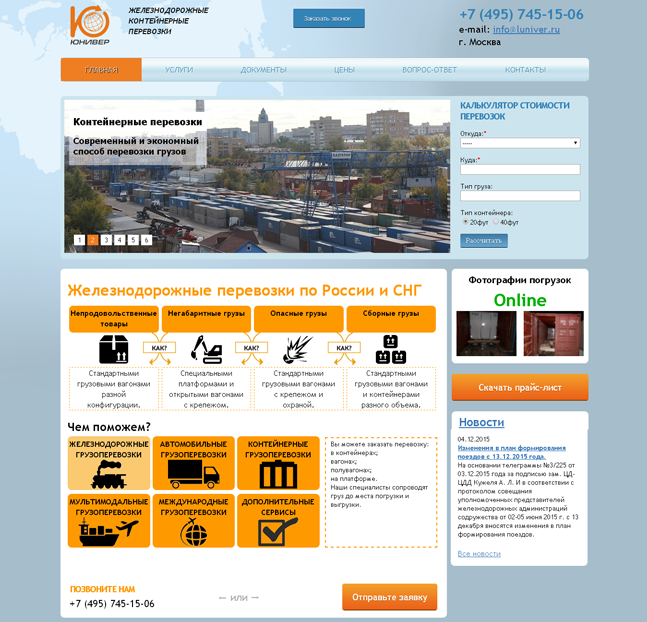 ЮНИВЕР
ЖЕЛЕЗНОДОРОЖНЫЕ
КОНТЕЙНЕРНЫЕ
ПЕРЕВОЗКИ
Заказать звонок
+7 (495) 745-15-06
e-mail: info@luniver.ru
г. Москва
ГЛАВНАЯ УСЛУГИ ДОКУМЕНТЫ ЦЕНЫ ВОПРОС-ОТВЕТ КОНТАКТЫ
Контейнерные перевозки
Современный и экономный
способ перевозки грузов
1 2 3 4 5 6
КАЛЬКУЛЯТОР СТОИМОСТИ
ПЕРЕВОЗОК
Откуда:*
-----
Куда:*
Тип груза:
Тип контейнера:
20фут 40фут
Рассчитать
Железнодорожные перевозки по России и СНГ
Непродовольственные
товары
Негабаритные грузы
Опасные грузы
Сборные грузы
КАК? КАК? КАК?
Стандартными
грузовыми вагонами
разной
конфигурации.
Специальными
платформами и
открытыми вагонами
с крепежом.
Стандартными
грузовыми вагонами
с крепежом и
охраной.
Стандартными
грузовыми вагонами
и контейнерами
разного объема.
Чем поможем?
ЖЕЛЕЗНОДОРОЖНЫЕ
ГРУЗОПЕРЕВОЗКИ
АВТОМОБИЛЬНЫЕ
ГРУЗОПЕРЕВОЗКИ
КОНТЕЙНЕРНЫЕ
ГРУЗОПЕРЕВОЗКИ
МУЛЬТИМОДАЛЬНЫЕ
ГРУЗОПЕРЕВОЗКИ
МЕЖДУНАРОДНЫЕ
ГРУЗОПЕРЕВОЗКИ
ДОПОЛНИТЕЛЬНЫЕ
СЕРВИСЫ
Вы можете заказать перевозку:
в контейнерах;
вагонах;
полувагонах;
на платформе.
Наши специалисты сопроводят
груз до места погрузки и
выгрузки.
ПОЗВОНИТЕ НАМ
+7 (495) 745-15-06
← ИЛИ →
Отправьте заявку
Фотографии погрузок
Online
Скачать прайс-лист
Новости
04.12.2015
Изменения в план формирования
поездов с 13.12.2015 года.
На основании телеграммы №3/225 от
03.12.2015 года за подписью зам. ЦД-
ЦДД Кужеля А. Л. И в соответствии с
протоколом совещания
уполномоченных представителей
железнодорожных администраций
содружества от 02-05 июня 2015 г. с 13
декабря вносятся изменения в план
формирования поездов.
Все новости